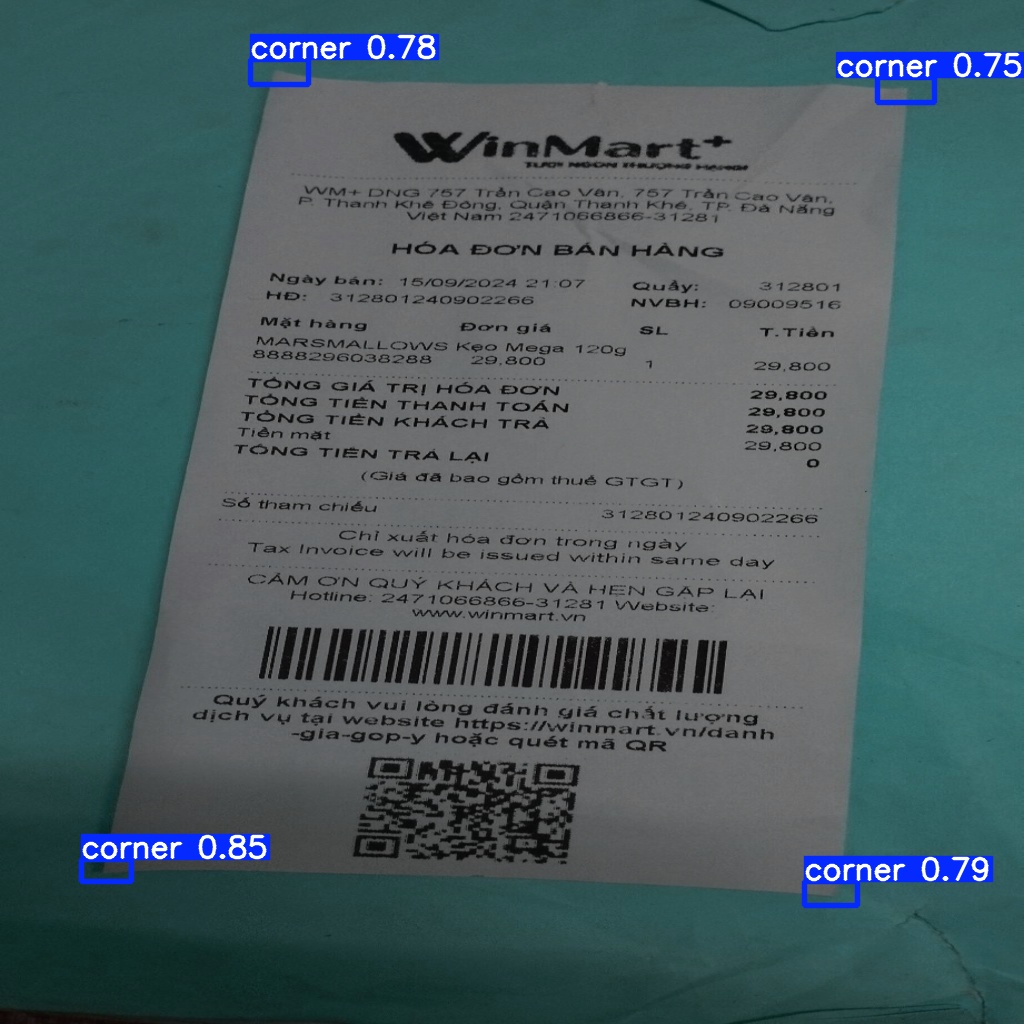 corner 0.78
corner 0.75
WinMart+
TƯƠI NGON THƯỢNG HẠNG!
WM+ DNG 757 Trần Cao Vân, 757 Trần Cao Vân,
P. Thanh Khê Đông, Quận Thanh Khê, TP. Đà Nẵng
Việt Nam 2471066866-31281
HÓA ĐƠN BÁN HÀNG
Ngày bán: 15/09/2024 21:07 Quầy: 312801
HĐ: 312801240902266 NVBH: 09009516
Mặt hàng Đơn giá SL T.Tiền
MARSMALLOWS Kẹo Mega 120g
8888296038288 29,800 1 29,800
TỔNG GIÁ TRỊ HÓA ĐƠN 29,800
TỔNG TIỀN THANH TOÁN 29,800
TỔNG TIỀN KHÁCH TRẢ 29,800
Tiền mặt 29,800
TỔNG TIỀN TRẢ LẠI 0
(Giá đã bao gồm thuế GTGT)
Số tham chiếu 312801240902266
Chỉ xuất hóa đơn trong ngày
Tax Invoice will be issued within same day
CẢM ƠN QUÝ KHÁCH VÀ HẸN GẶP LẠI
Hotline: 2471066866-31281 Website:
www.winmart.vn
Quý khách vui lòng đánh giá chất lượng
dịch vụ tại website https://winmart.vn/danh
-gia-gop-y hoặc quét mã QR
corner 0.85
corner 0.79